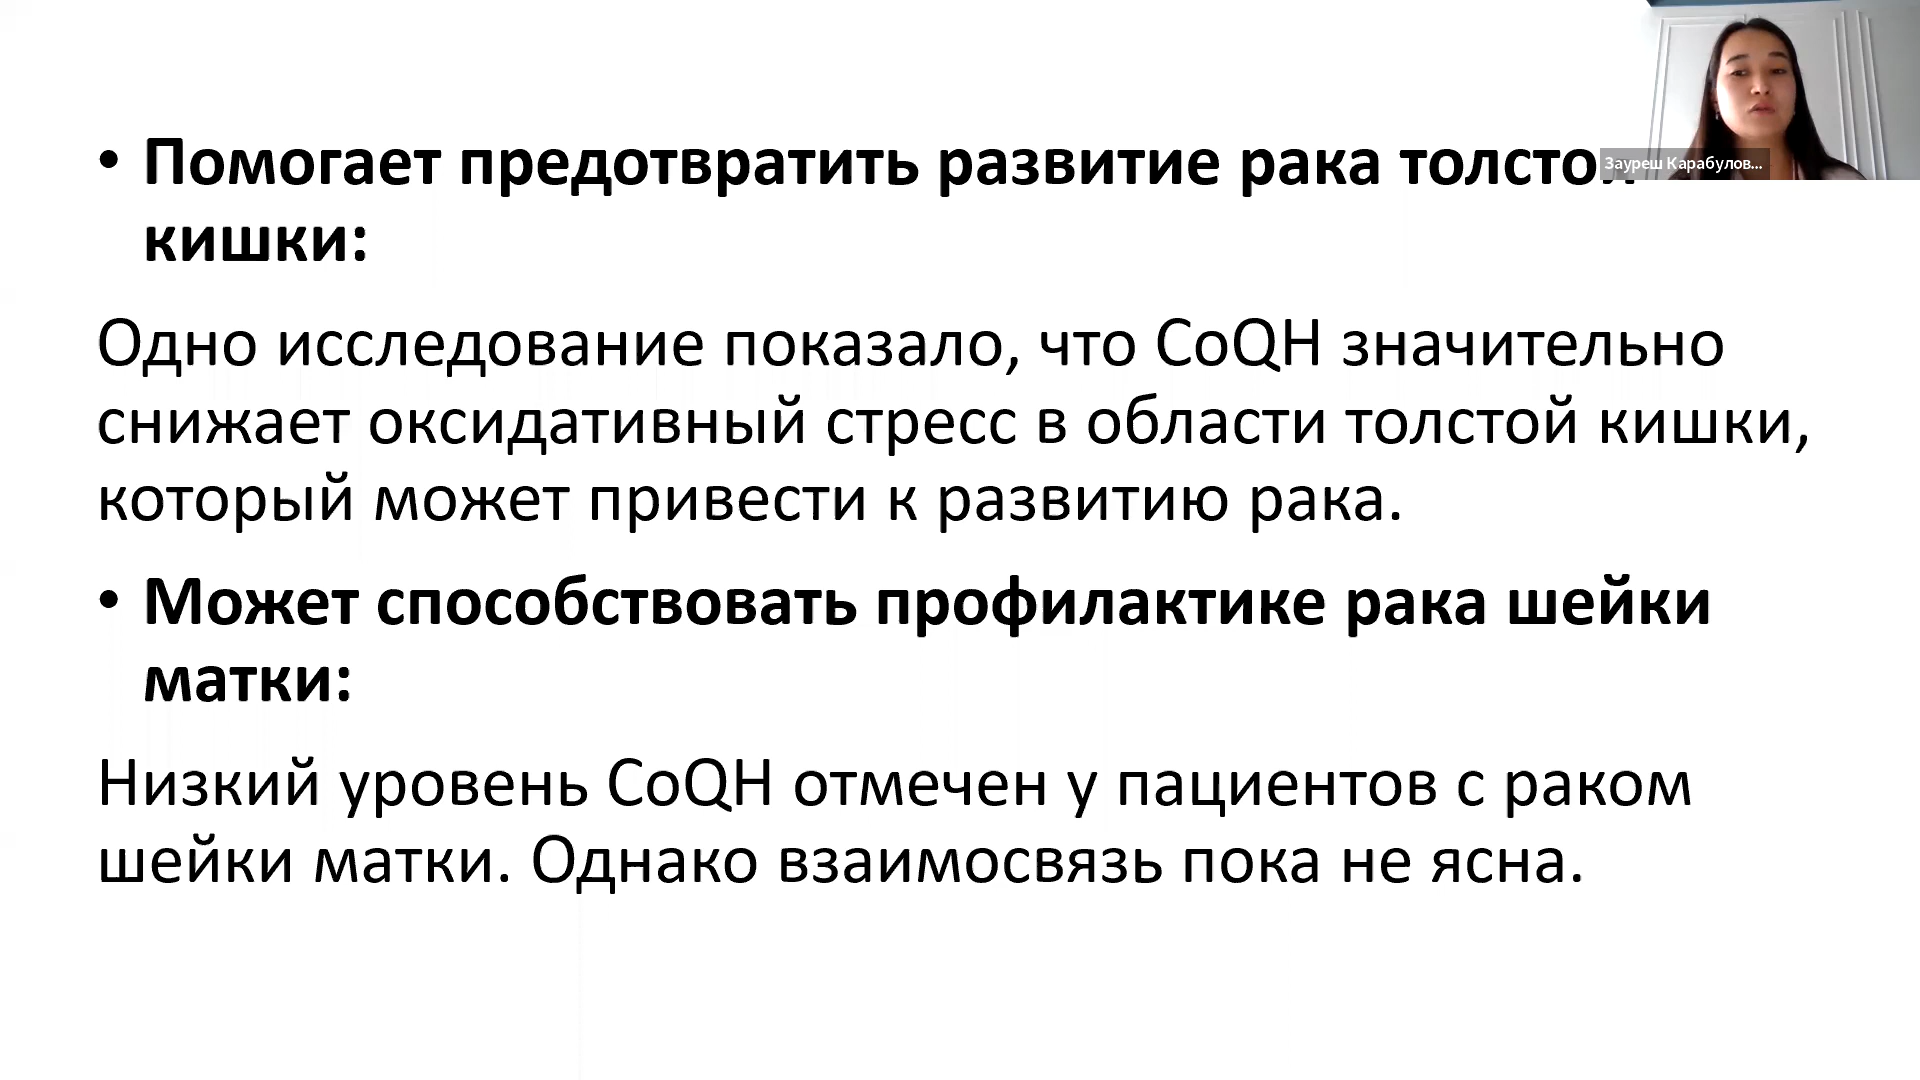 • Помогает предотвратить развитие рака толстой
кишки:
Одно исследование показало, что CoQH значительно
снижает оксидативный стресс в области толстой кишки,
который может привести к развитию рака.
• Может способствовать профилактике рака шейки
матки:
Низкий уровень CoQH отмечен у пациентов с раком
шейки матки. Однако взаимосвязь пока не ясна.
Зауреш Карабулов...